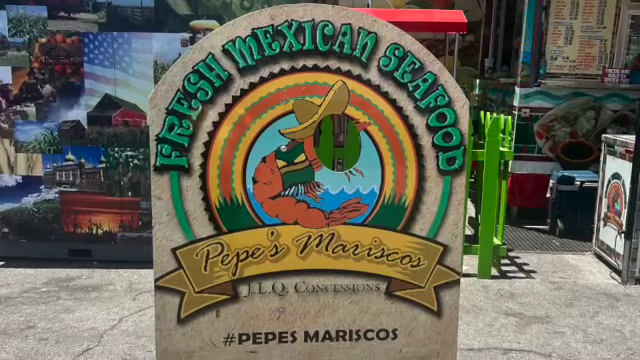 FRESH MEXICAN SEAFOOD
Pepe's Mariscos
J.L.Q. CONCESSIONS
#PEPES MARISCOS